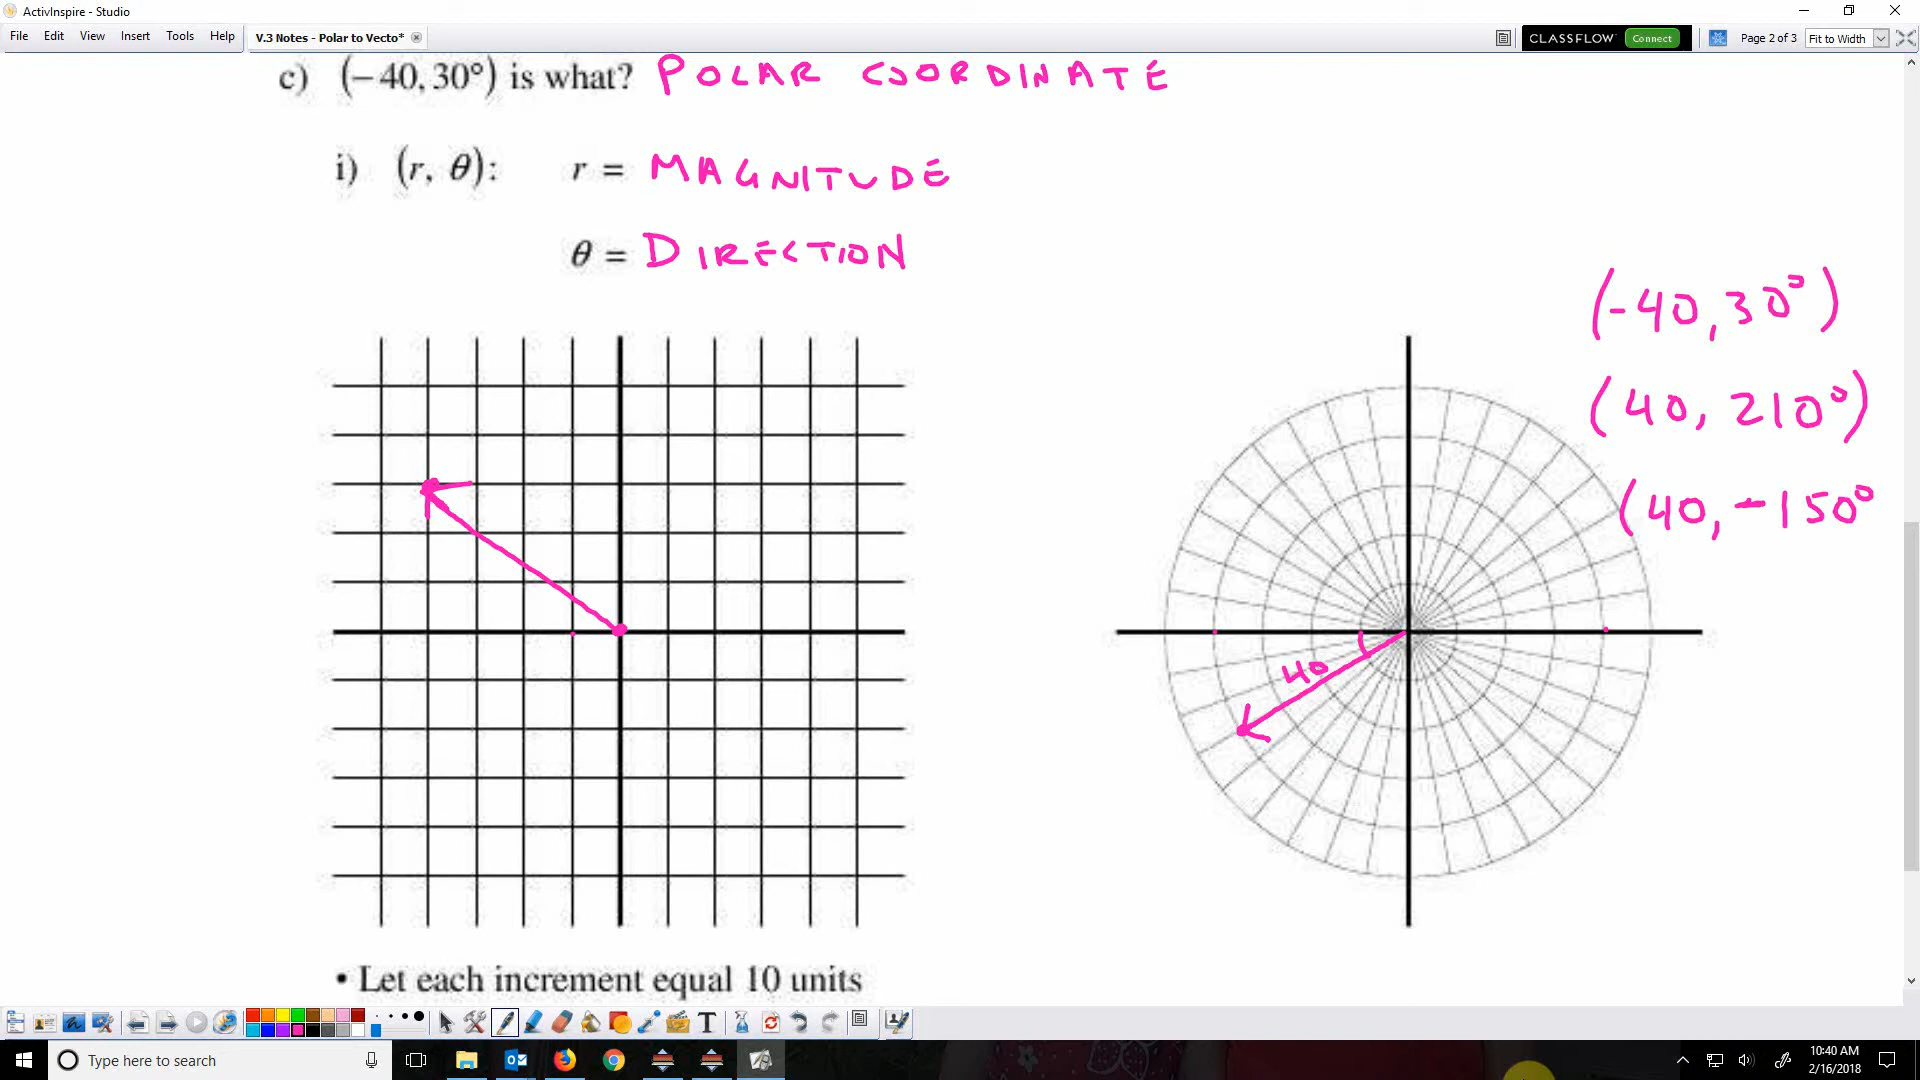 ActivInspire - Studio
File Edit View Insert Tools Help V.3 Notes - Polar to Vecto* CLASSFLOW Connect Page 2 of 3 Fit to Width
c) (−40, 30°) is what? POLAR COORDINATE
i) (r, θ): r = MAGNITUDE
θ = DIRECTION
(-40, 30°)
(40, 210°)
(40, -150°
40
• Let each increment equal 10 units
T
Type here to search
10:40 AM
2/16/2018